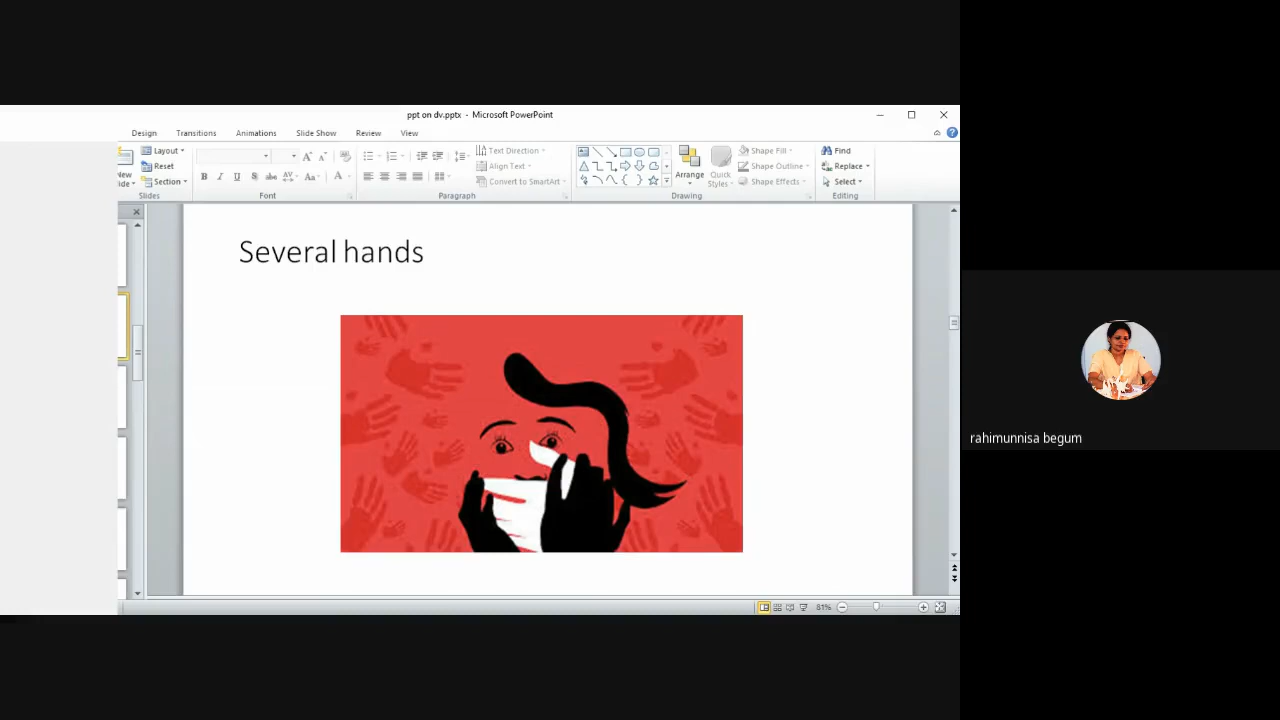 ppt on dv.pptx - Microsoft PowerPoint
Design Transitions Animations Slide Show Review View
Layout
Reset
Section
Slides
Font
Text Direction
Align Text
Convert to SmartArt
Paragraph
Arrange
Quick Styles
Shape Fill
Shape Outline
Shape Effects
Drawing
Find
Replace
Select
Editing
Several hands
rahimunnisa begum
81%